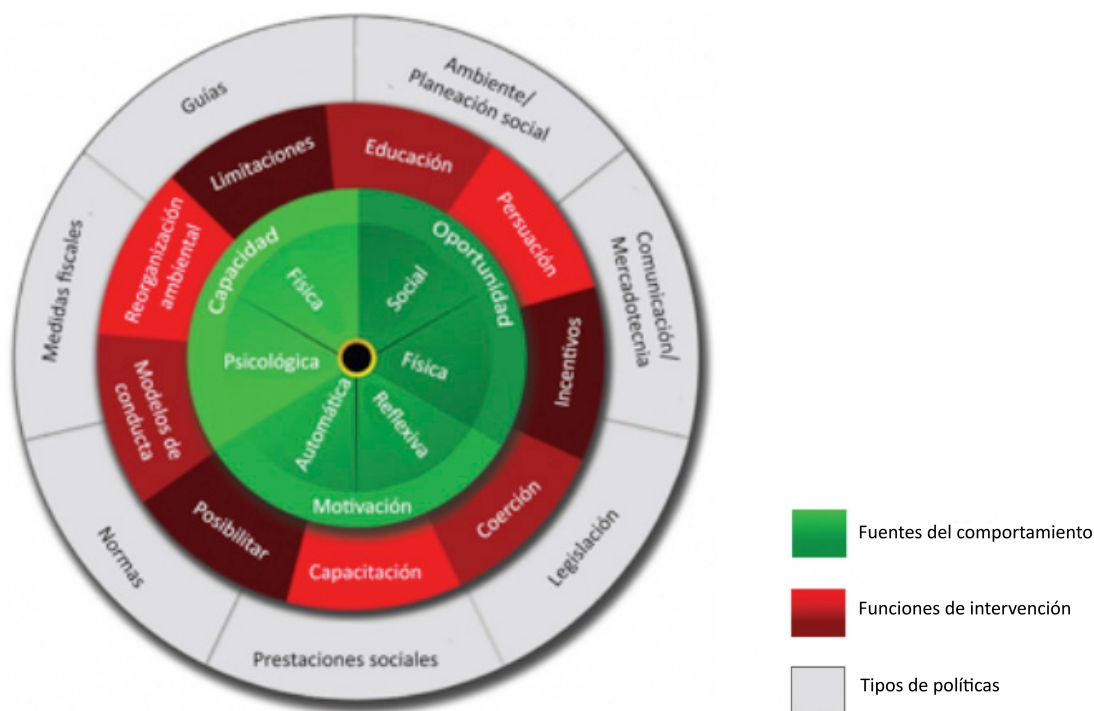 Guías
Ambiente/
Planeación social
Comunicación/
Mercadotecnia
Legislación
Prestaciones sociales
Normas
Medidas fiscales
Limitaciones
Educación
Persuación
Incentivos
Coerción
Capacitación
Posibilitar
Modelos de
conducta
Reorganización
ambiental
Capacidad
Oportunidad
Motivación
Física
Social
Física
Reflexiva
Automática
Psicológica
Fuentes del comportamiento
Funciones de intervención
Tipos de políticas